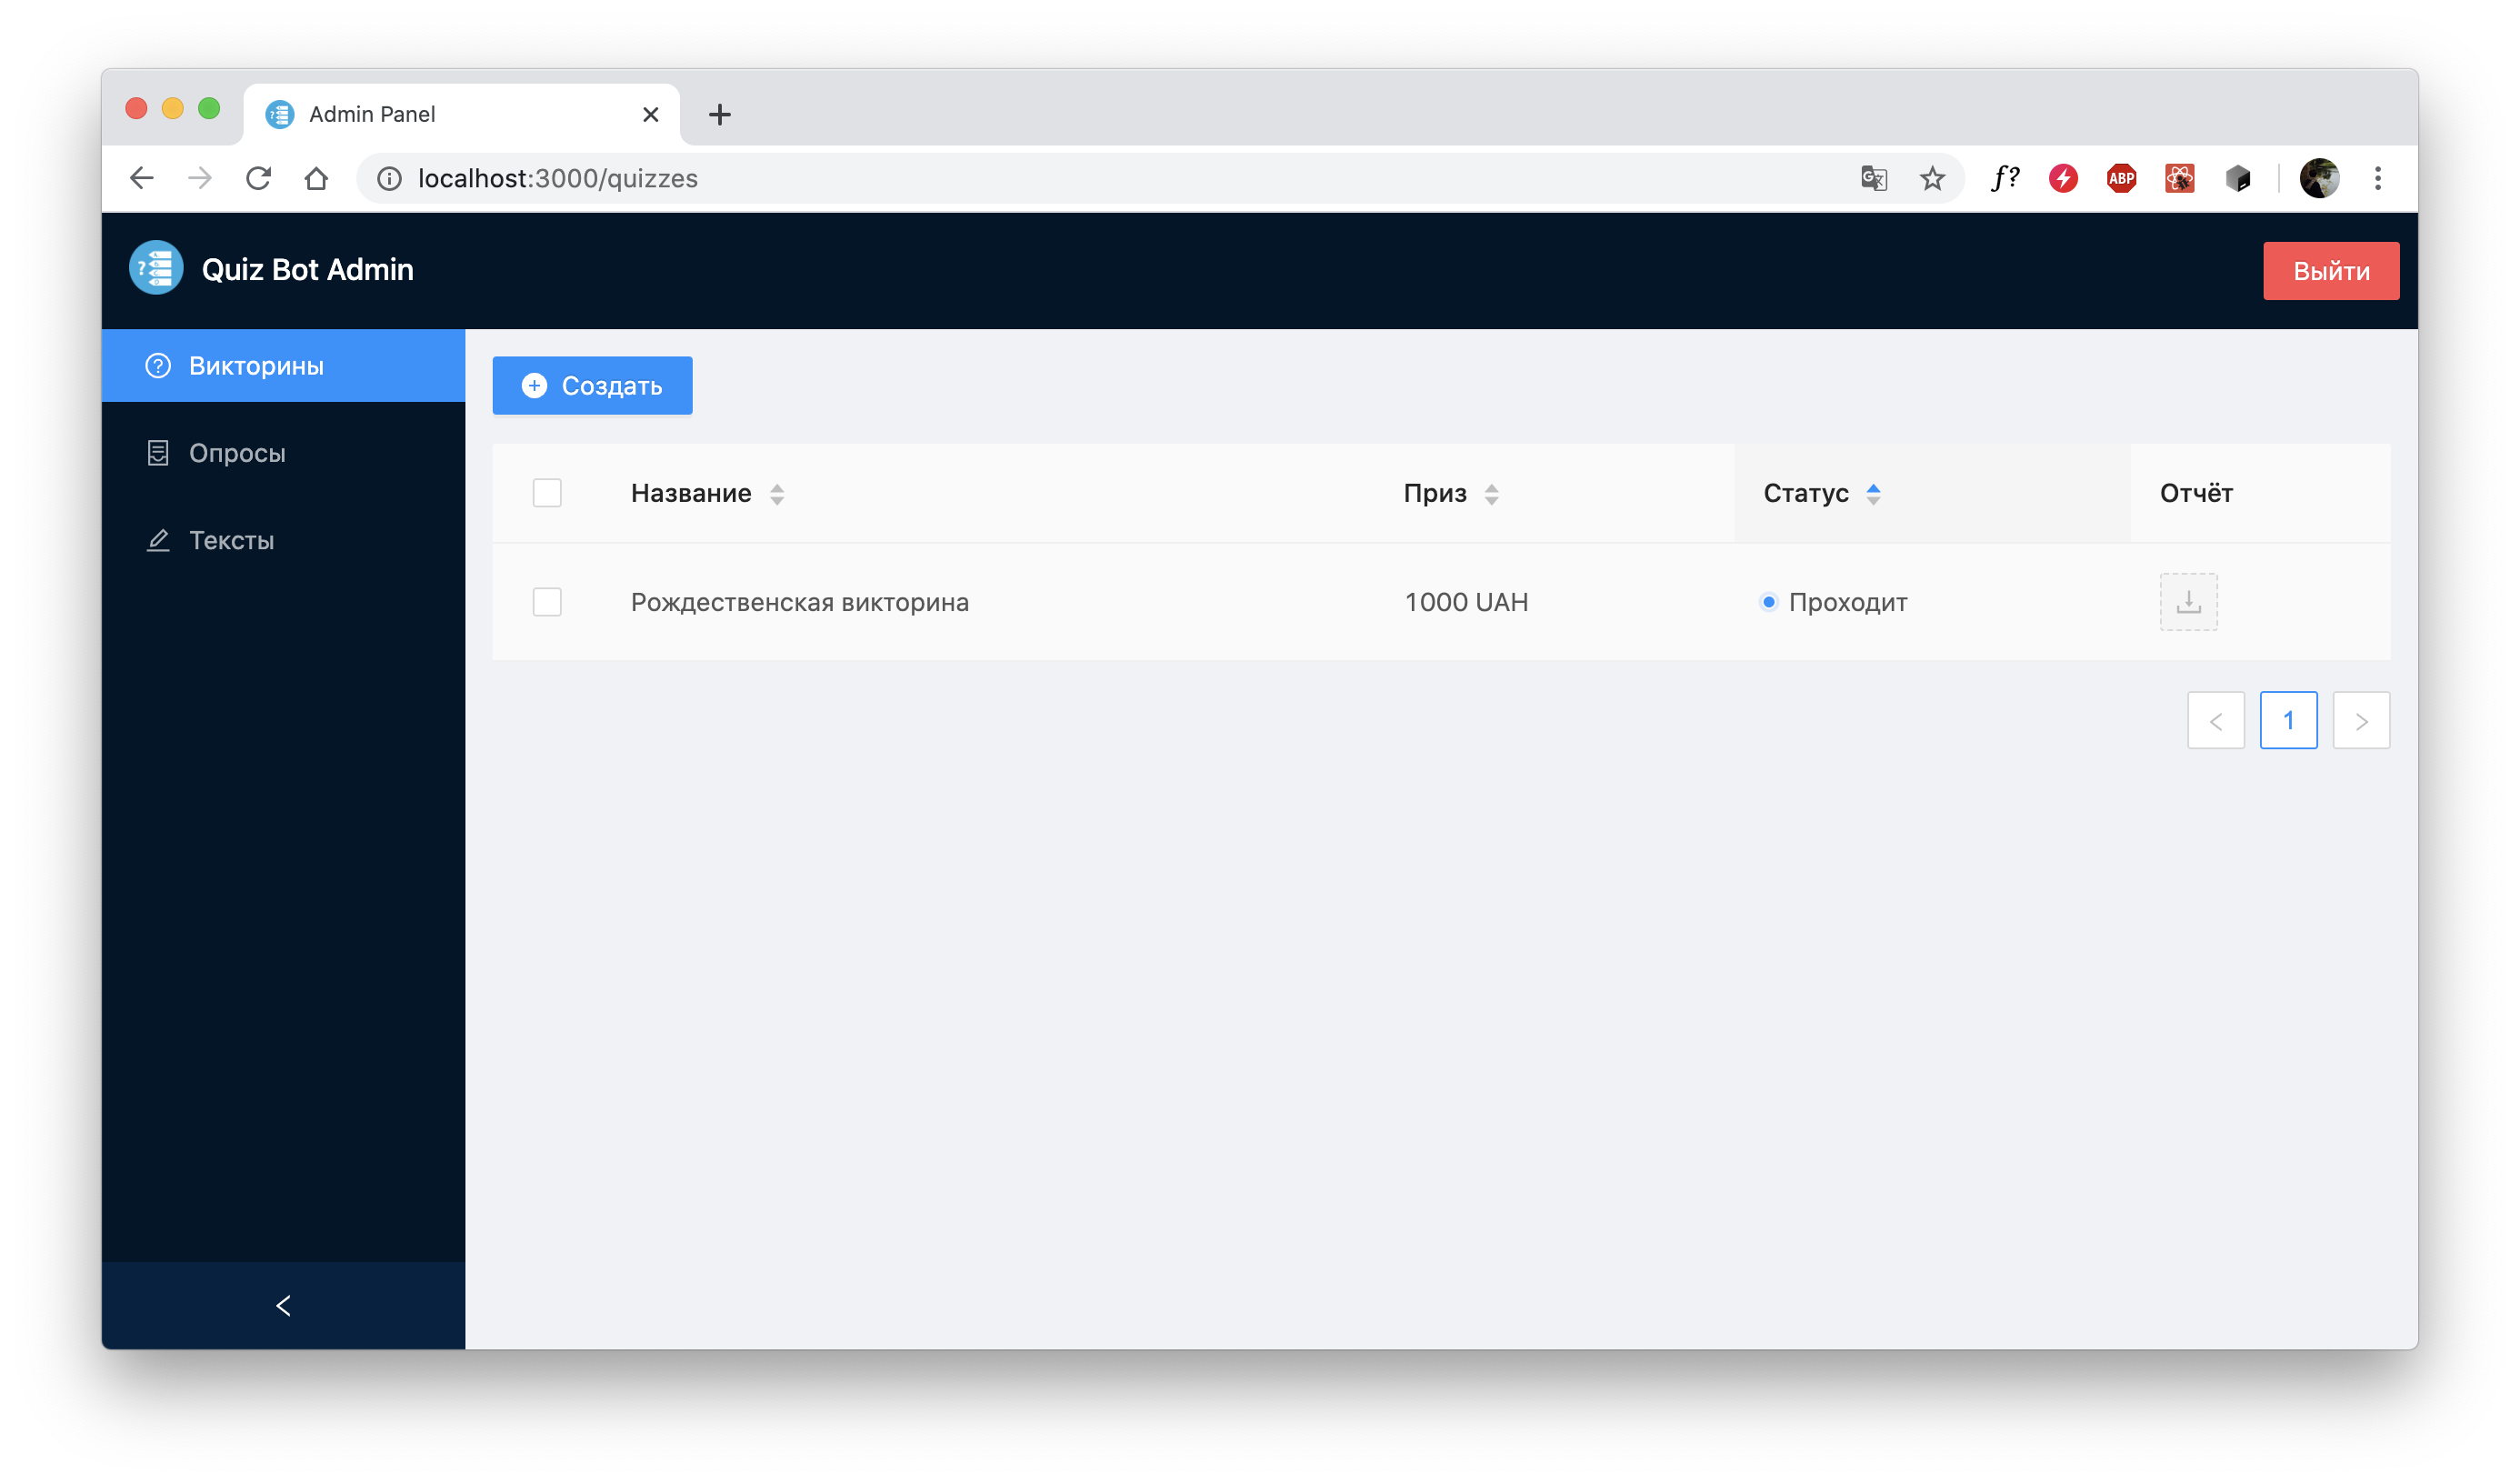 Admin Panel
localhost:3000/quizzes
f?
ABP
Quiz Bot Admin
Выйти
Викторины
Опросы
Тексты
Создать
Название Приз Статус Отчёт
Рождественская викторина 1000 UAH Проходит
1